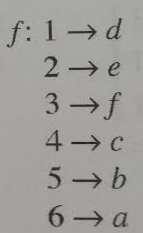 f: 1 → d
2 → e
3 → f
4 → c
5 → b
6 → a